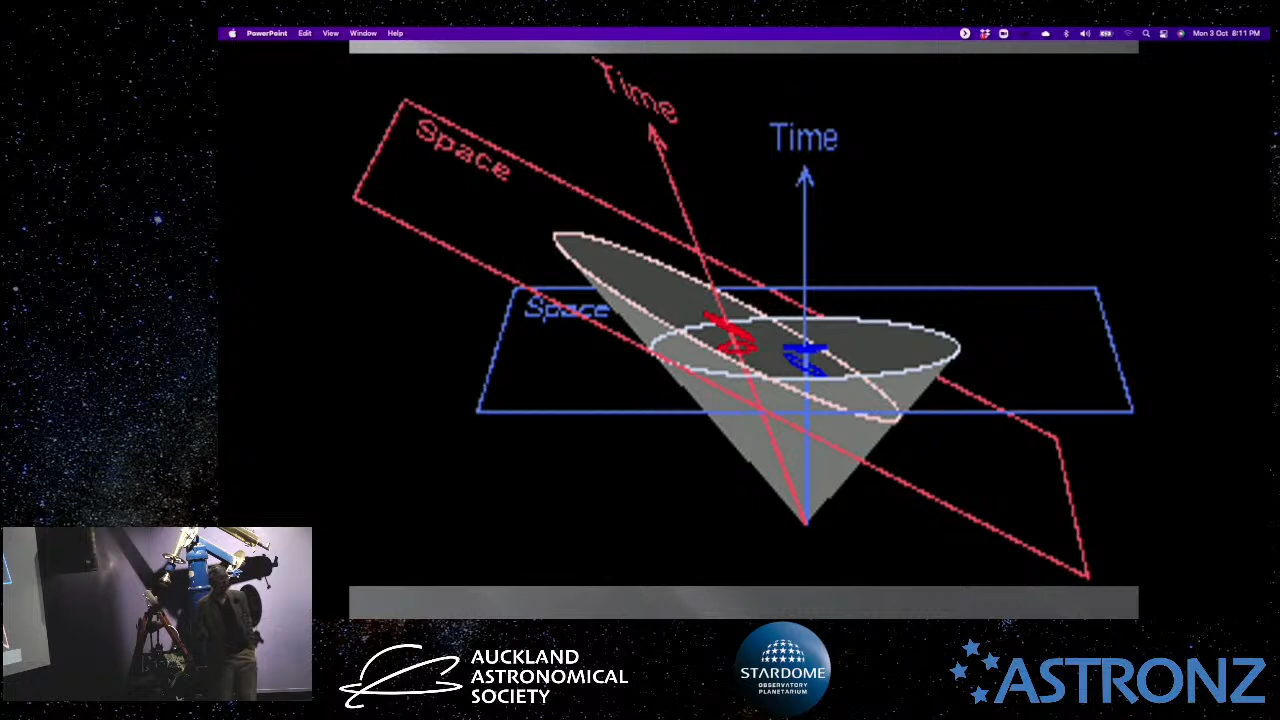 PowerPoint Edit View Window Help
Mon 3 Oct 8:11 PM
Time
Space
Time
Space
AUCKLAND
ASTRONOMICAL
SOCIETY
STARDOME
OBSERVATORY
PLANETARIUM
ASTRONZ